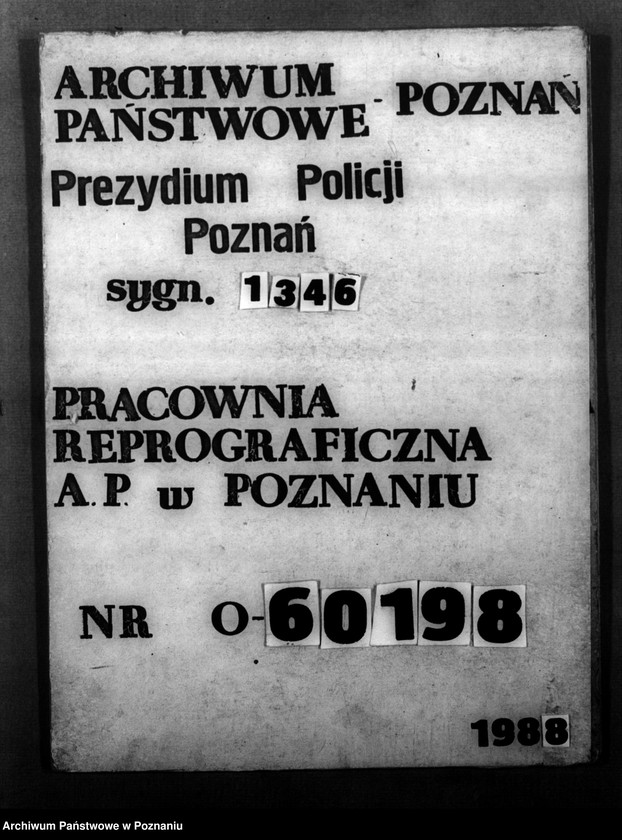 ARCHIWUM
PAŃSTWOWE - POZNAŃ
Prezydium Policji
Poznań
sygn. 1346
PRACOWNIA
REPROGRAFICZNA
A.P. w POZNANIU
NR O-60198
1988
Archiwum Państwowe w Poznaniu